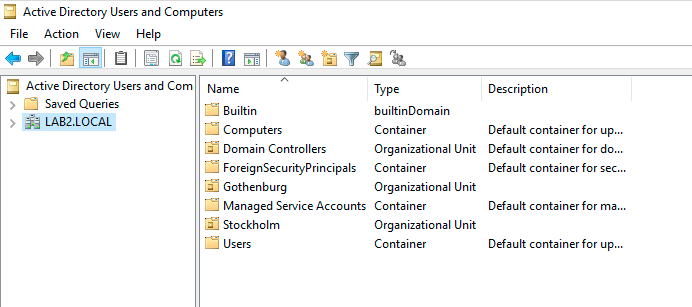 Active Directory Users and Computers
File Action View Help
Active Directory Users and Com
Saved Queries
LAB2.LOCAL
Name Type Description
Builtin builtinDomain
Computers Container Default container for up...
Domain Controllers Organizational Unit Default container for do...
ForeignSecurityPrincipals Container Default container for sec...
Gothenburg Organizational Unit
Managed Service Accounts Container Default container for ma...
Stockholm Organizational Unit
Users Container Default container for up...